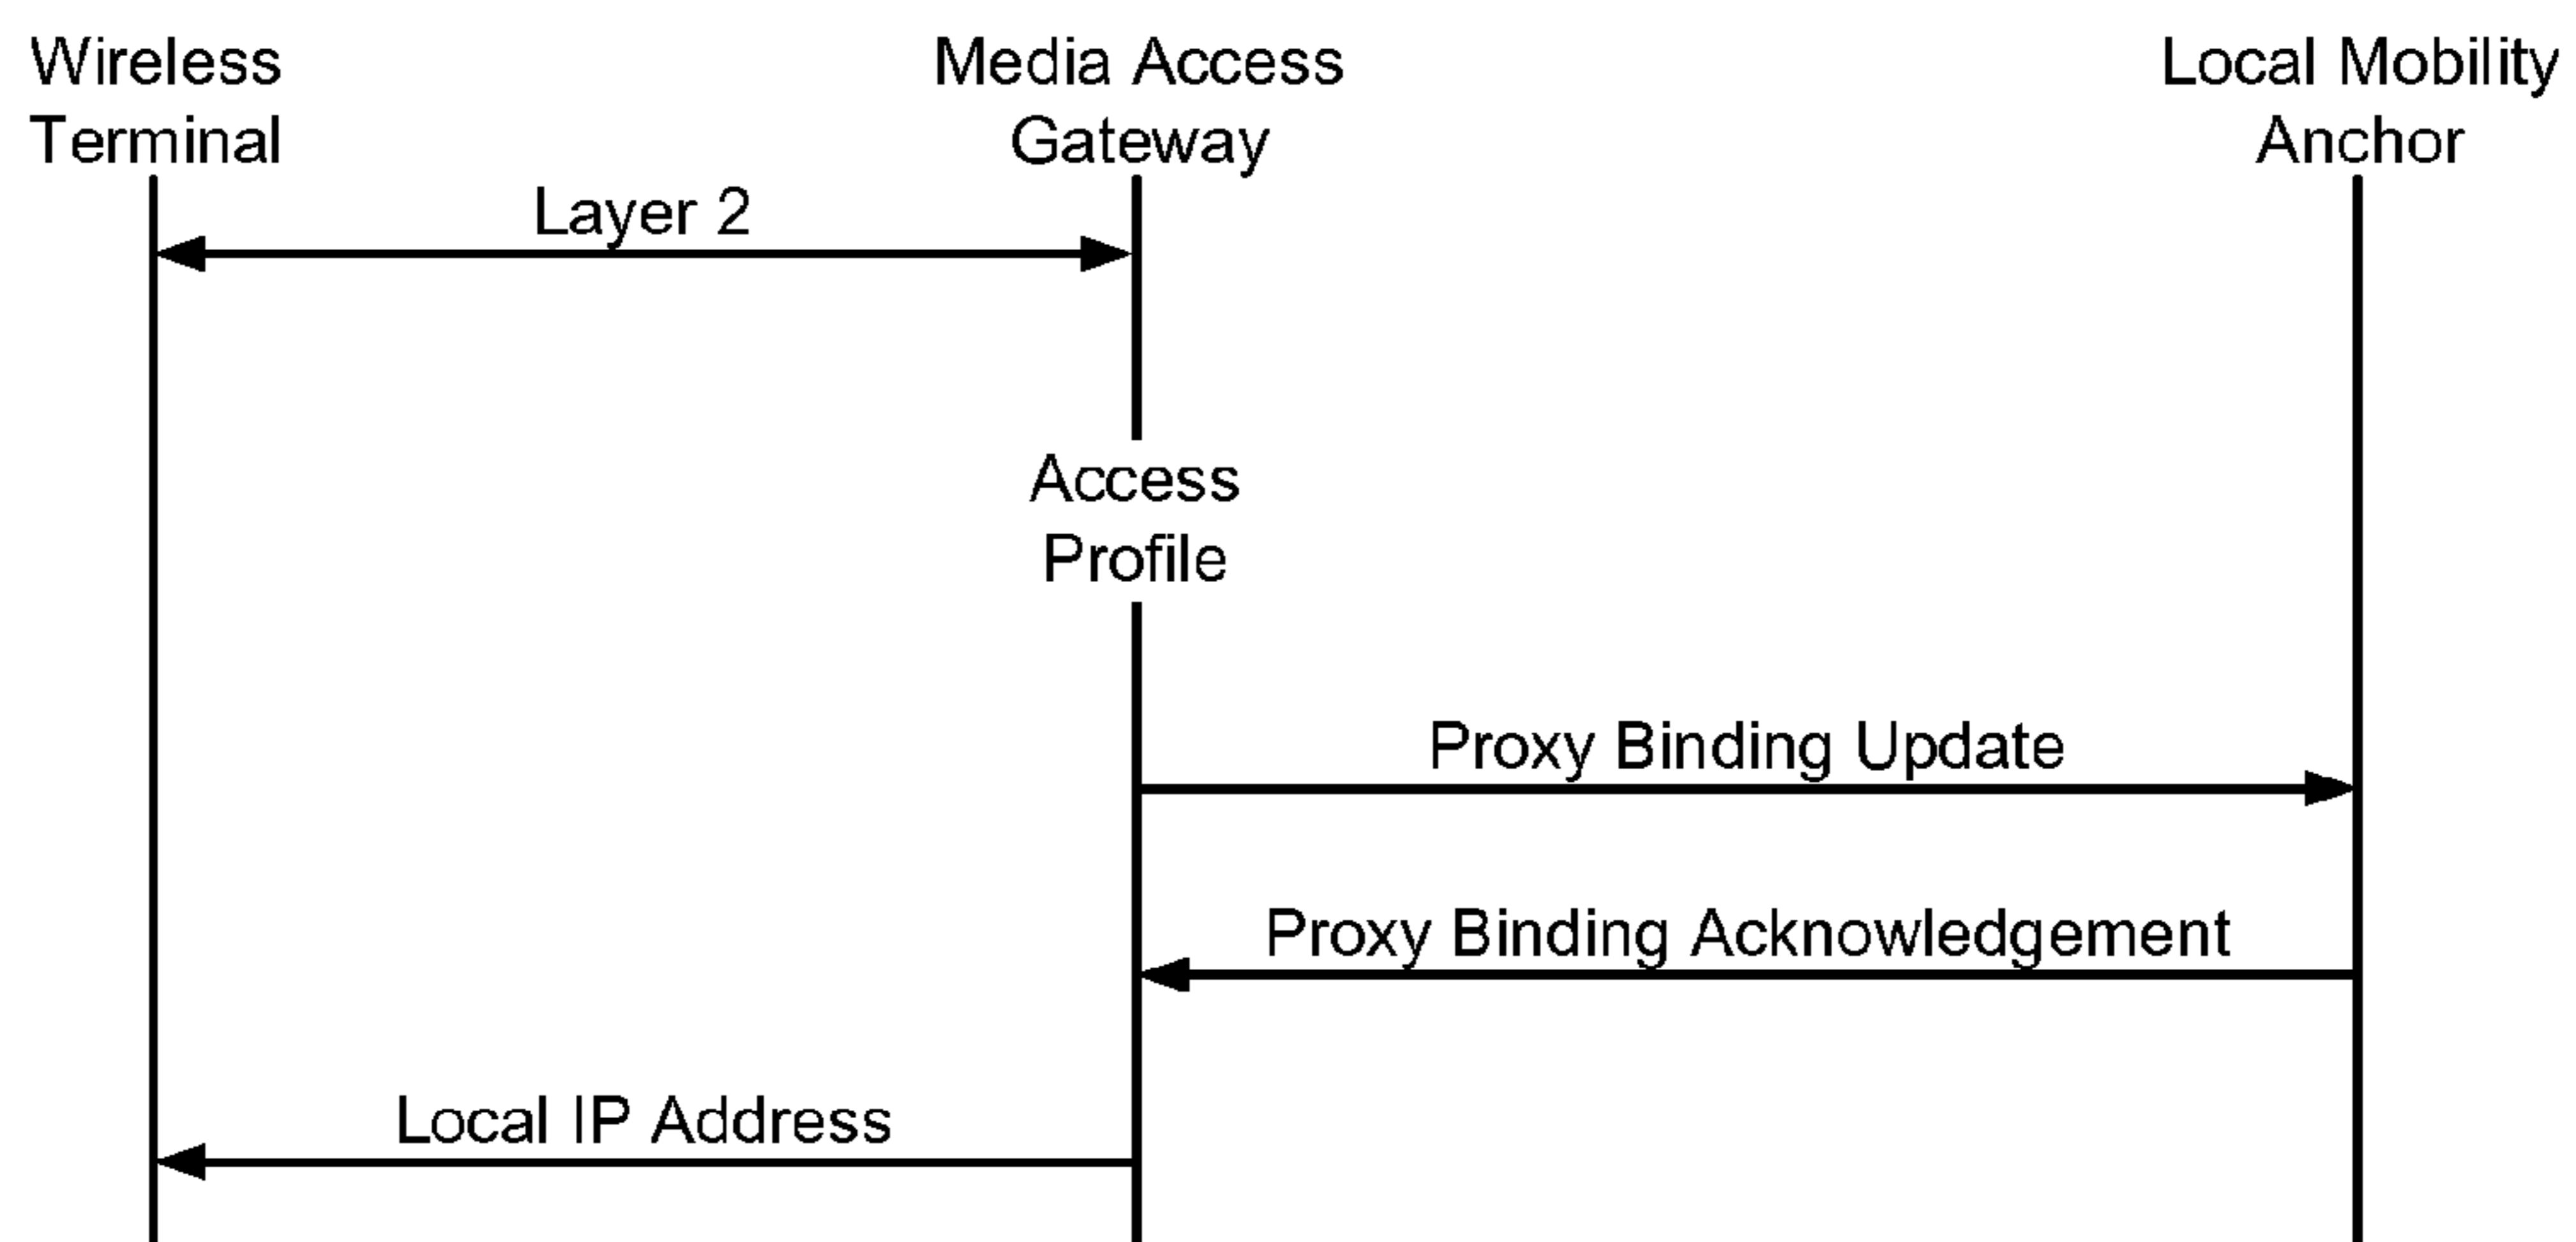 Wireless
Terminal
Media Access
Gateway
Local Mobility
Anchor
Layer 2
Access
Profile
Proxy Binding Update
Proxy Binding Acknowledgement
Local IP Address